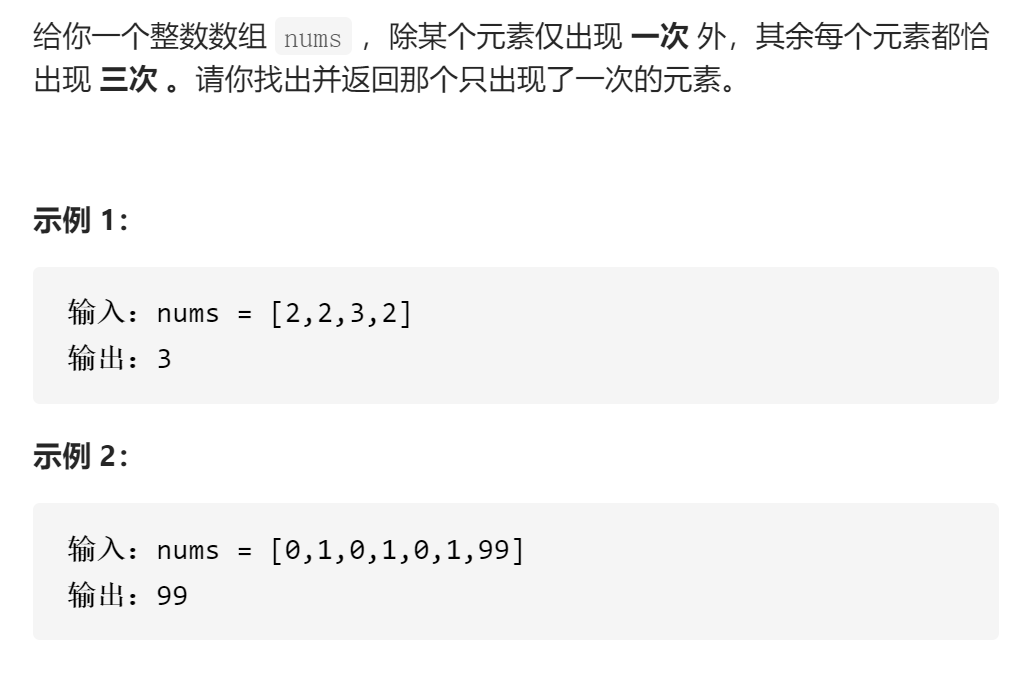 给你一个整数数组 nums ，除某个元素仅出现 一次 外，其余每个元素都恰
出现 三次 。请你找出并返回那个只出现了一次的元素。
示例 1：
输入：nums = [2,2,3,2]
输出：3
示例 2：
输入：nums = [0,1,0,1,0,1,99]
输出：99